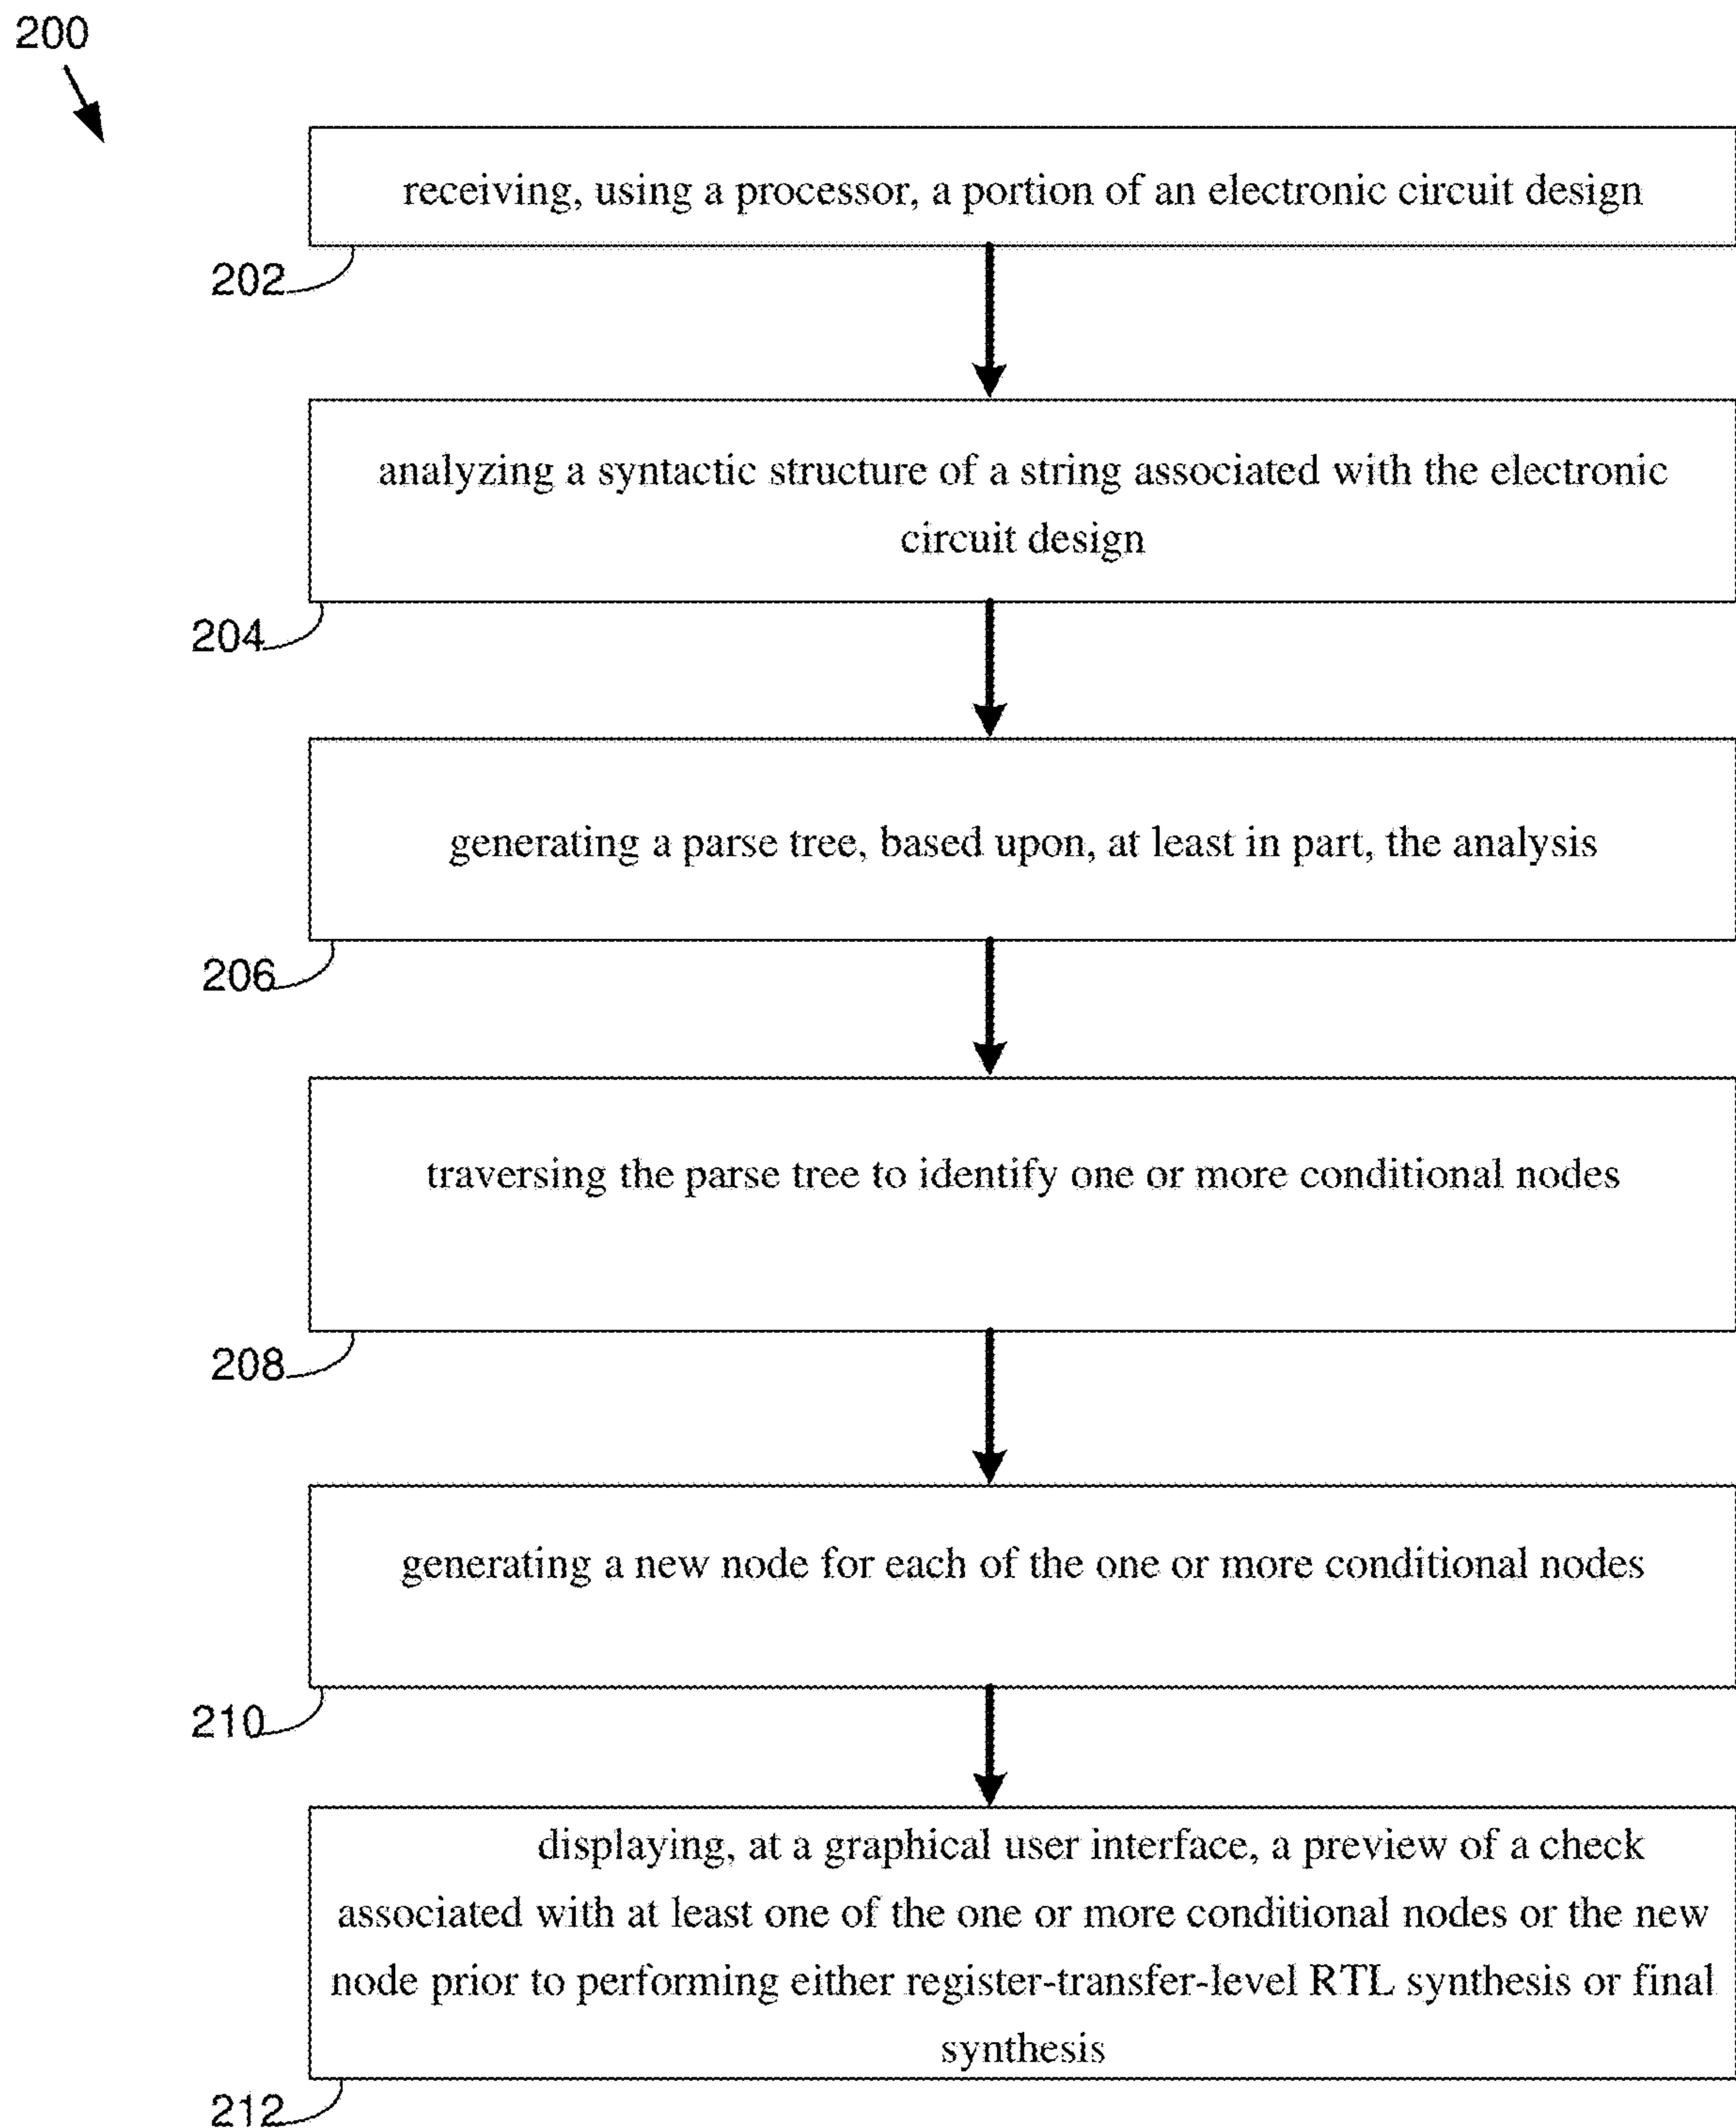 200
receiving, using a processor, a portion of an electronic circuit design
202
analyzing a syntactic structure of a string associated with the electronic
circuit design
204
generating a parse tree, based upon, at least in part, the analysis
206
traversing the parse tree to identify one or more conditional nodes
208
generating a new node for each of the one or more conditional nodes
210
displaying, at a graphical user interface, a preview of a check
associated with at least one of the one or more conditional nodes or the new
node prior to performing either register-transfer-level RTL synthesis or final
synthesis
212